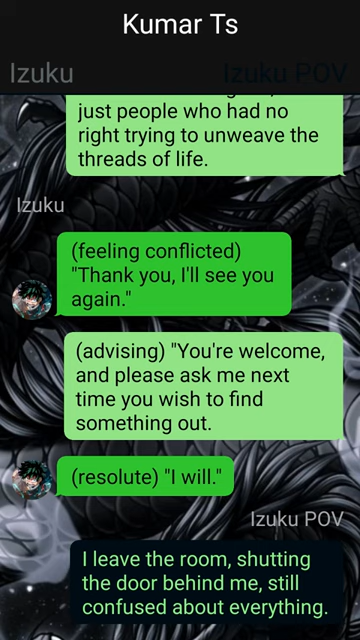 Kumar Ts
Izuku
Izuku POV
just people who had no
right trying to unweave the
threads of life.
Izuku
(feeling conflicted)
"Thank you, I'll see you
again."
(advising) "You're welcome,
and please ask me next
time you wish to find
something out.
(resolute) "I will."
Izuku POV
I leave the room, shutting
the door behind me, still
confused about everything.